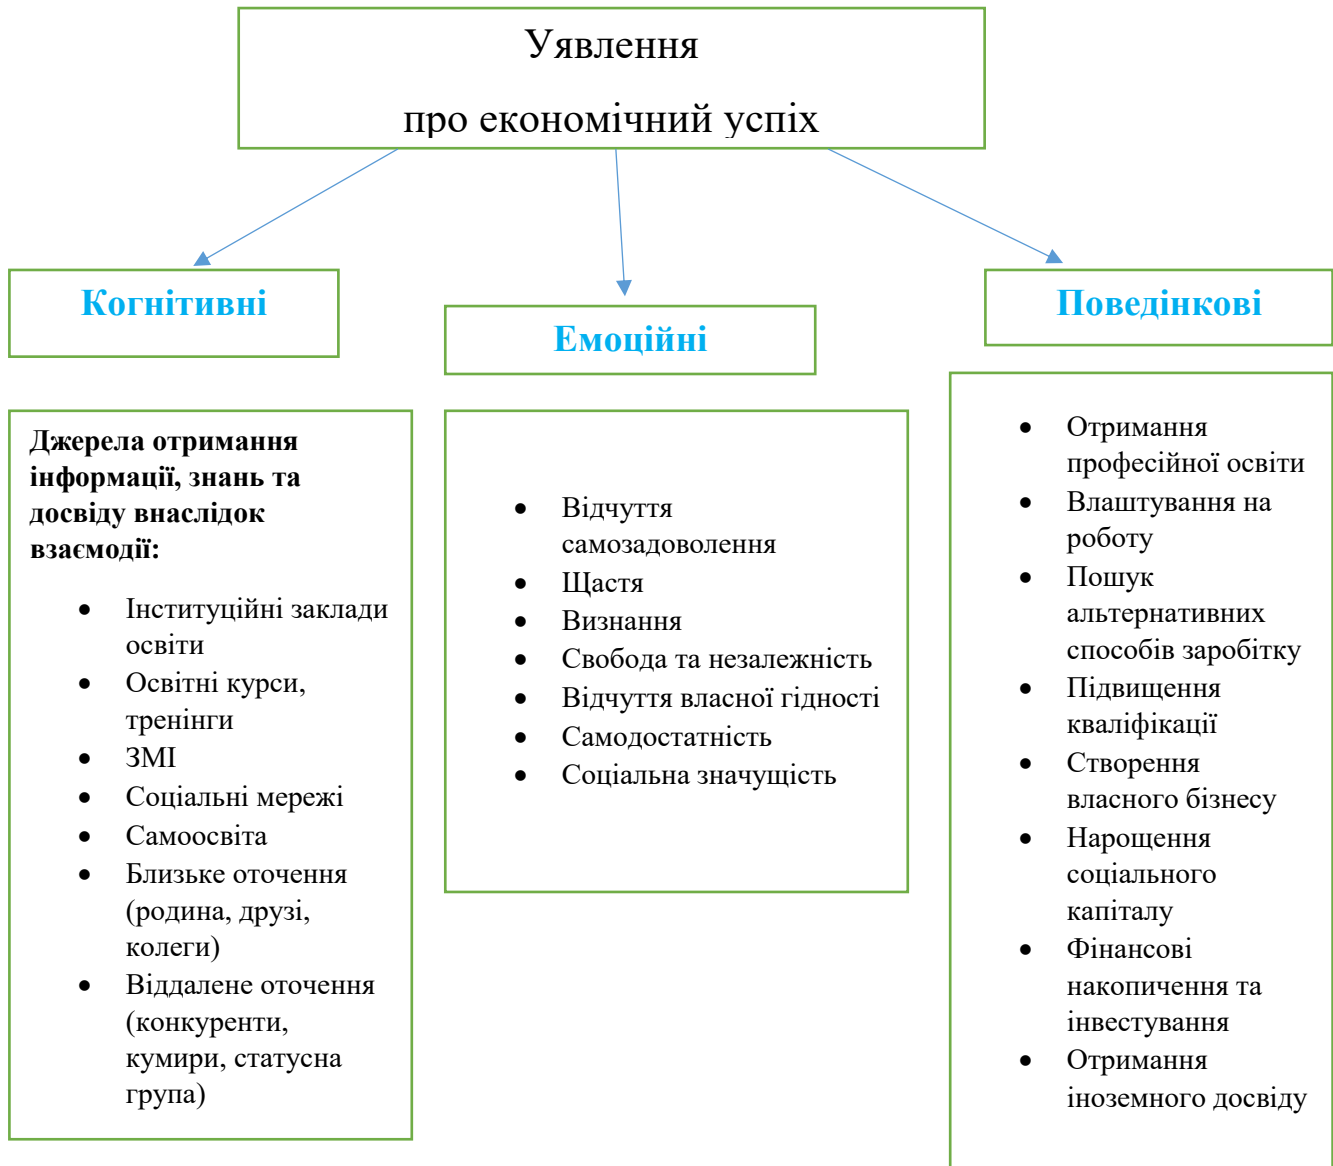 Уявлення
про економічний успіх
Когнітивні
Емоційні
Поведінкові
Джерела отримання
інформації, знань та
досвіду внаслідок
взаємодії:
• Інституційні заклади
освіти
• Освітні курси,
тренінги
• ЗМІ
• Соціальні мережі
• Самоосвіта
• Близьке оточення
(родина, друзі,
колеги)
• Віддалене оточення
(конкуренти,
кумири, статусна
група)
• Відчуття
самозадоволення
• Щастя
• Визнання
• Свобода та незалежність
• Відчуття власної гідності
• Самодостатність
• Соціальна значущість
• Отримання
професійної освіти
• Влаштування на
роботу
• Пошук
альтернативних
способів заробітку
• Підвищення
кваліфікації
• Створення
власного бізнесу
• Нарощення
соціального
капіталу
• Фінансові
накопичення та
інвестування
• Отримання
іноземного досвіду